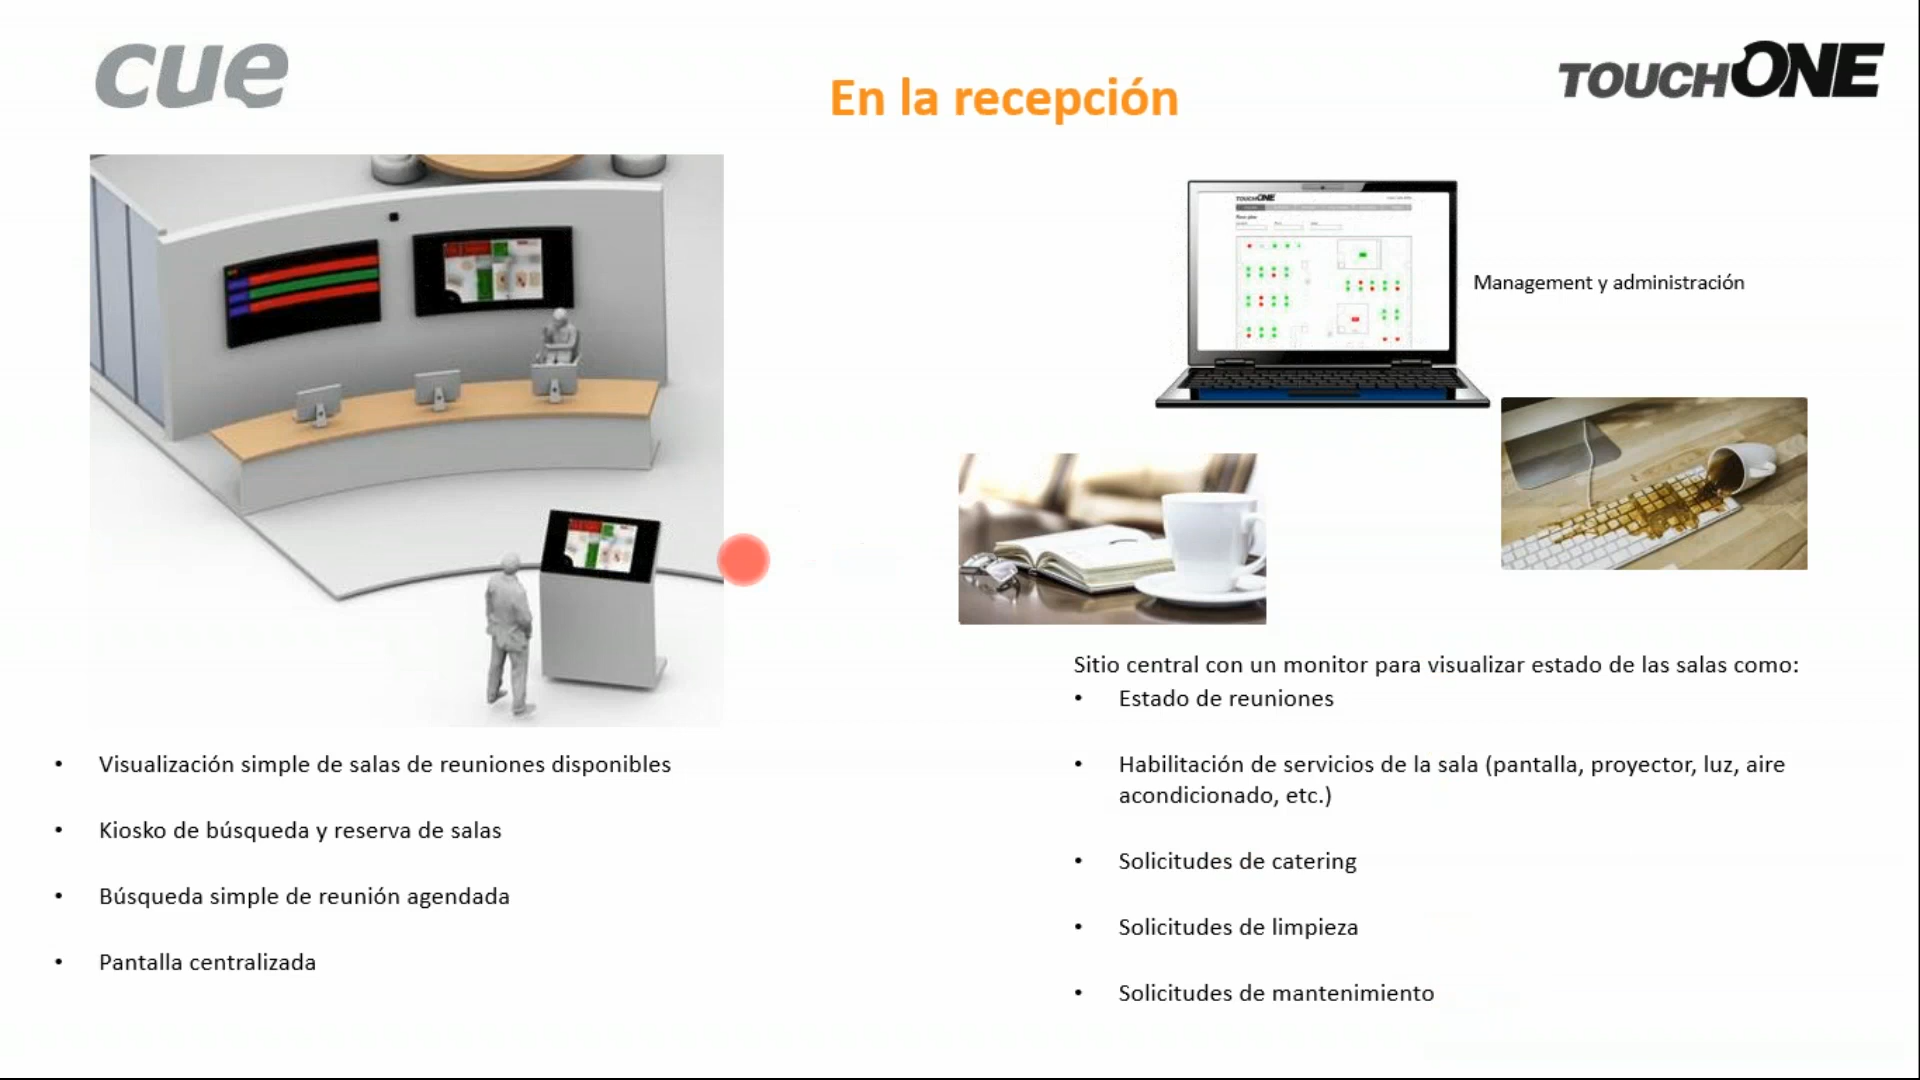 cue
TOUCHONE
En la recepción
TOUCHONE
Management y administración
Visualización simple de salas de reuniones disponibles
Kiosko de búsqueda y reserva de salas
Búsqueda simple de reunión agendada
Pantalla centralizada
Sitio central con un monitor para visualizar estado de las salas como:
• Estado de reuniones
• Habilitación de servicios de la sala (pantalla, proyector, luz, aire
acondicionado, etc.)
• Solicitudes de catering
• Solicitudes de limpieza
• Solicitudes de mantenimiento